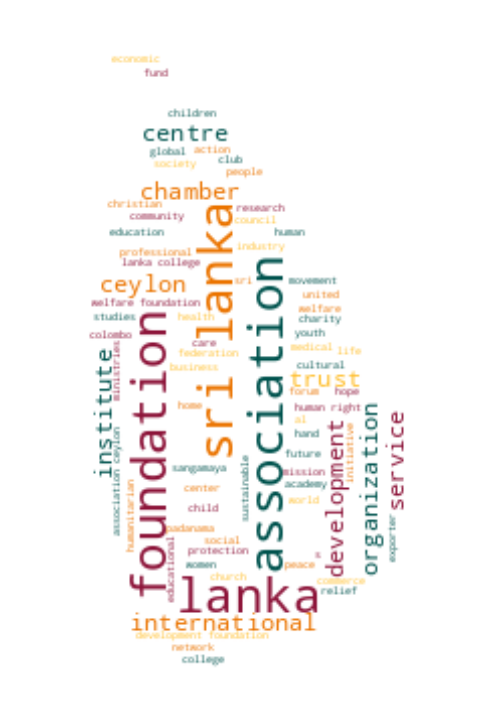 economic
fund
children
centre
global action
society club
people
chamber
christian research
community council
education human
professional industry
lanka college
sri lanka
ceylon sri movement
welfare foundation united
studies health welfare
charity
colombo youth
care medical life
federation
business cultural
institute
ministries
foundation
association
trust
home forum hope
human right
al
hand
association ceylon
development
initiative
organization
service
future
sangamaya mission
sustainable
academy
center
humanitarian
child world
padanama
exporter
social
protection s
educational
women peace
church commerce
lanka relief
international
development foundation
network
college